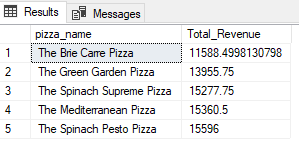 Results Messages
pizza_name Total_Revenue
1 The Brie Carre Pizza 11588.4998130798
2 The Green Garden Pizza 13955.75
3 The Spinach Supreme Pizza 15277.75
4 The Mediterranean Pizza 15360.5
5 The Spinach Pesto Pizza 15596